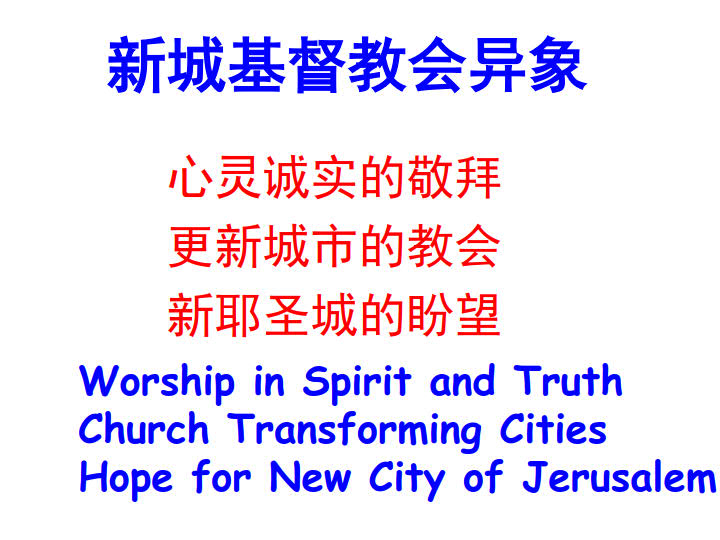 新城基督教会异象
心灵诚实的敬拜
更新城市的教会
新耶圣城的盼望
Worship in Spirit and Truth
Church Transforming Cities
Hope for New City of Jerusalem